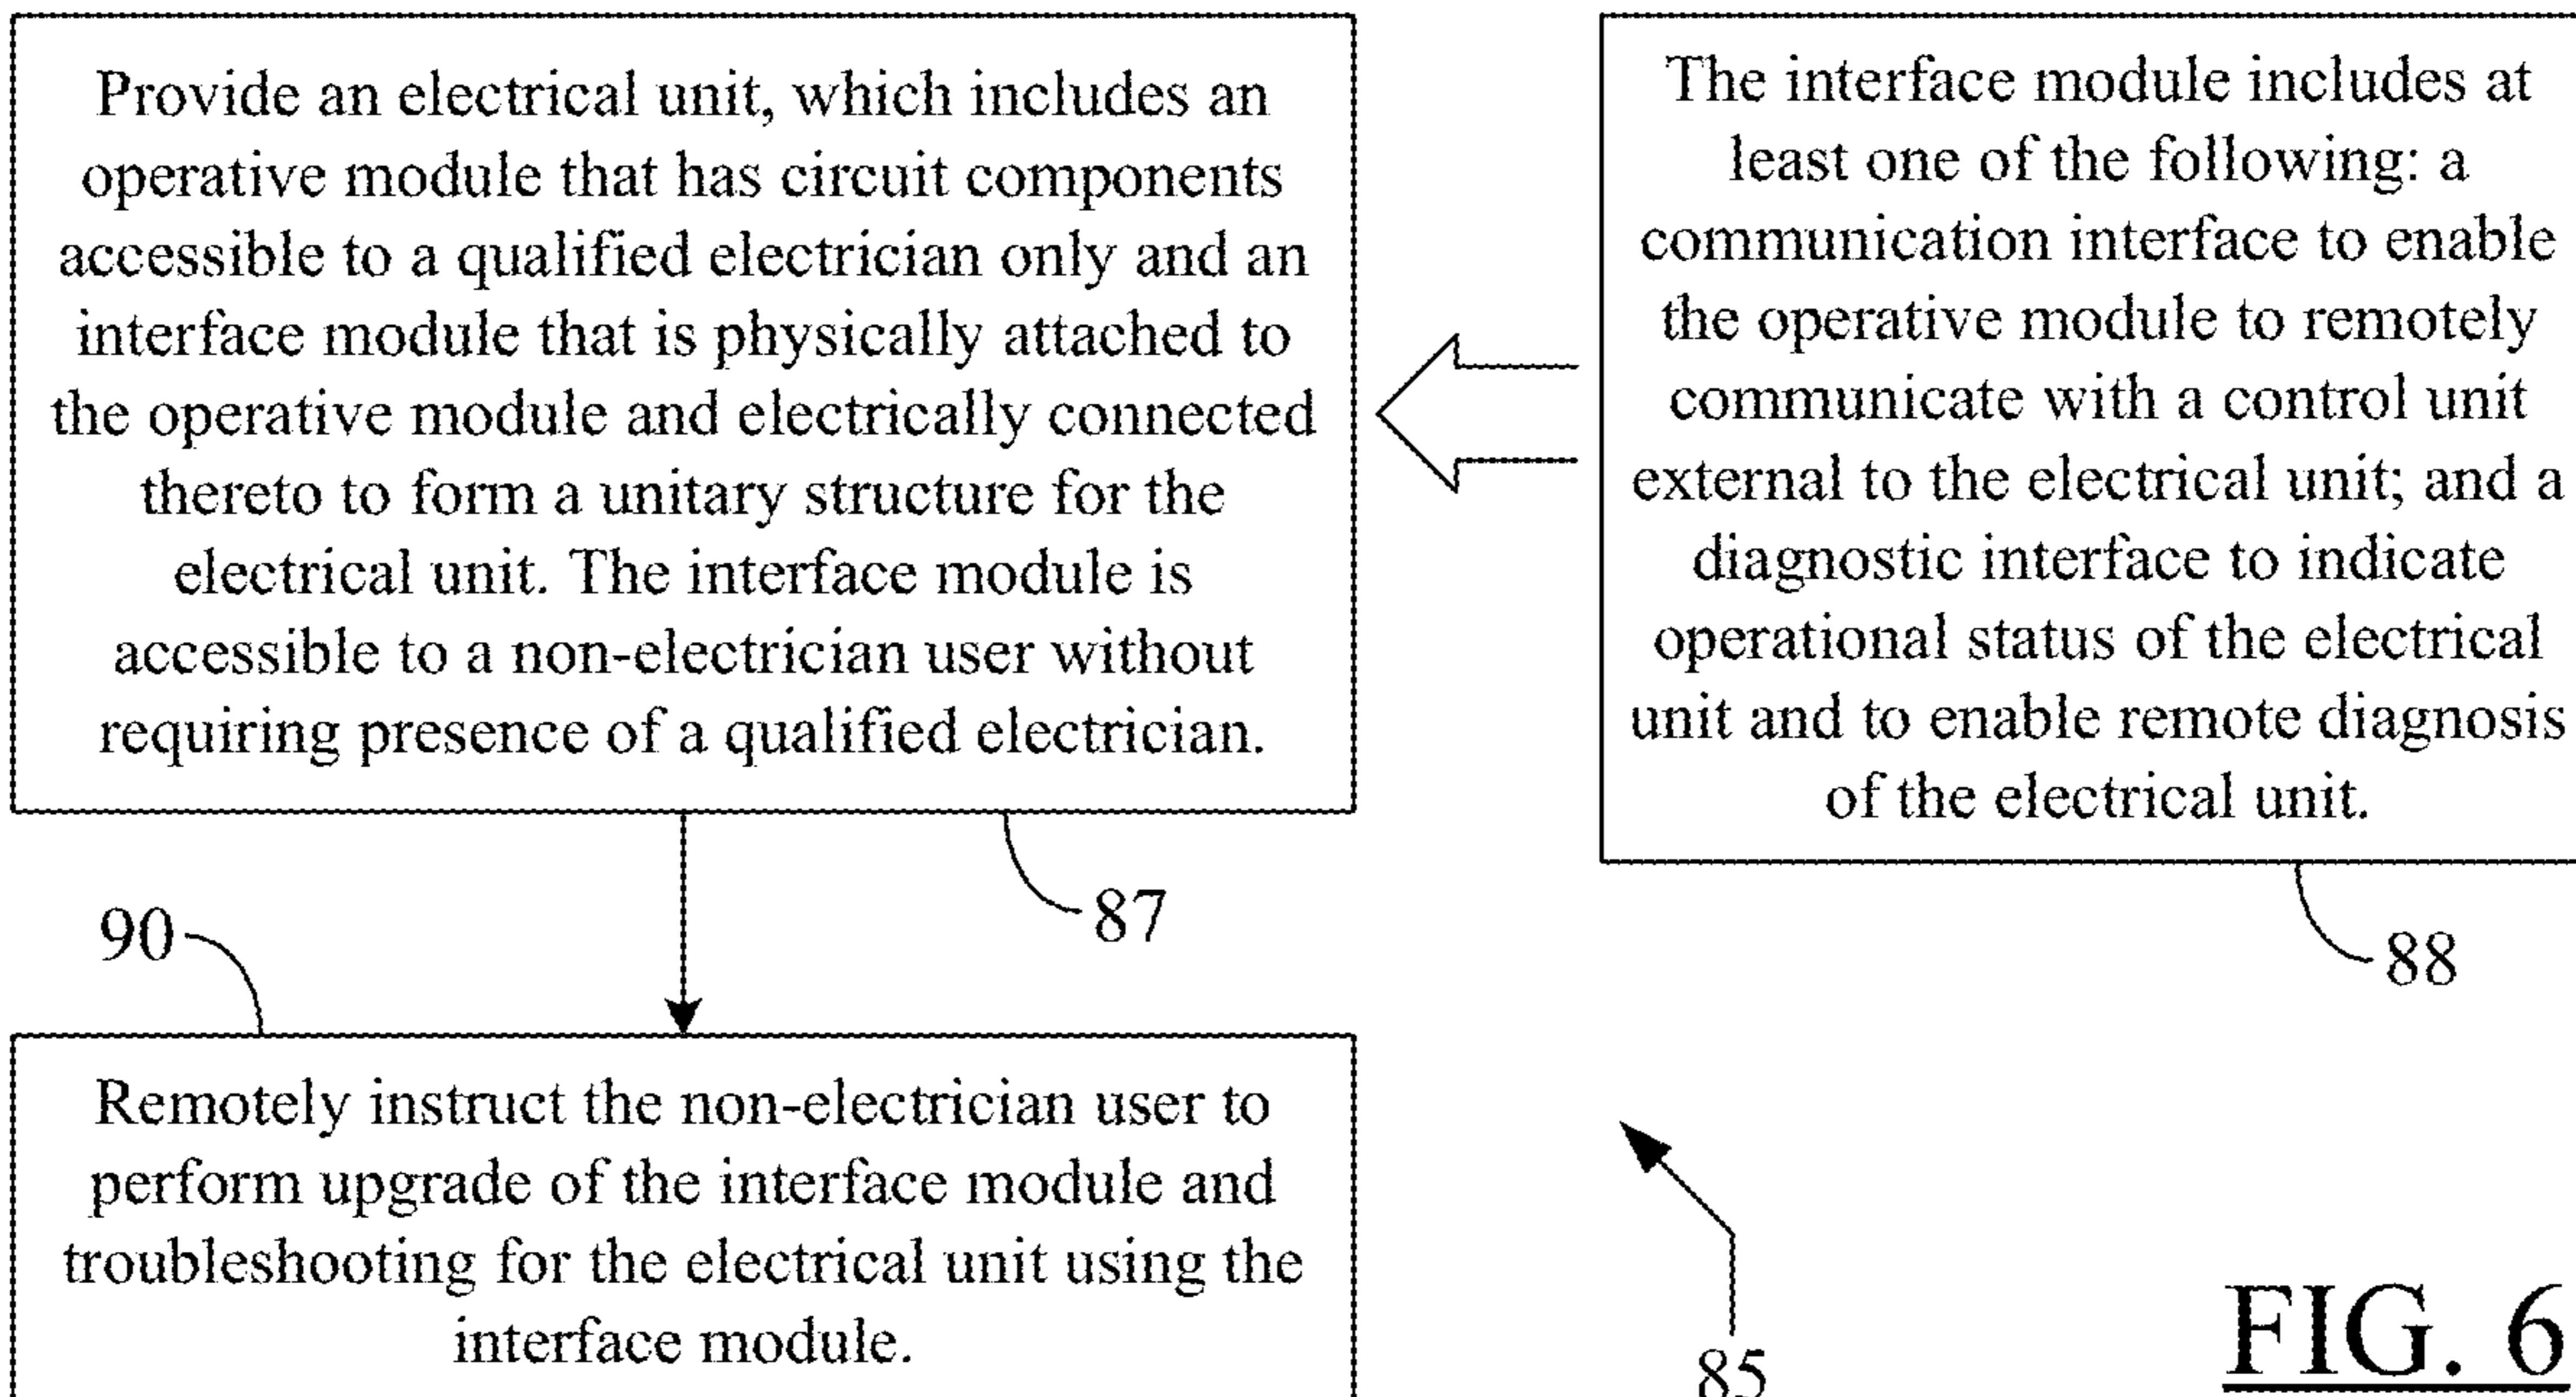 Provide an electrical unit, which includes an
operative module that has circuit components
accessible to a qualified electrician only and an
interface module that is physically attached to
the operative module and electrically connected
thereto to form a unitary structure for the
electrical unit. The interface module is
accessible to a non-electrician user without
requiring presence of a qualified electrician.
The interface module includes at
least one of the following: a
communication interface to enable
the operative module to remotely
communicate with a control unit
external to the electrical unit; and a
diagnostic interface to indicate
operational status of the electrical
unit and to enable remote diagnosis
of the electrical unit.
87
88
90
Remotely instruct the non-electrician user to
perform upgrade of the interface module and
troubleshooting for the electrical unit using the
interface module.
85
FIG. 6